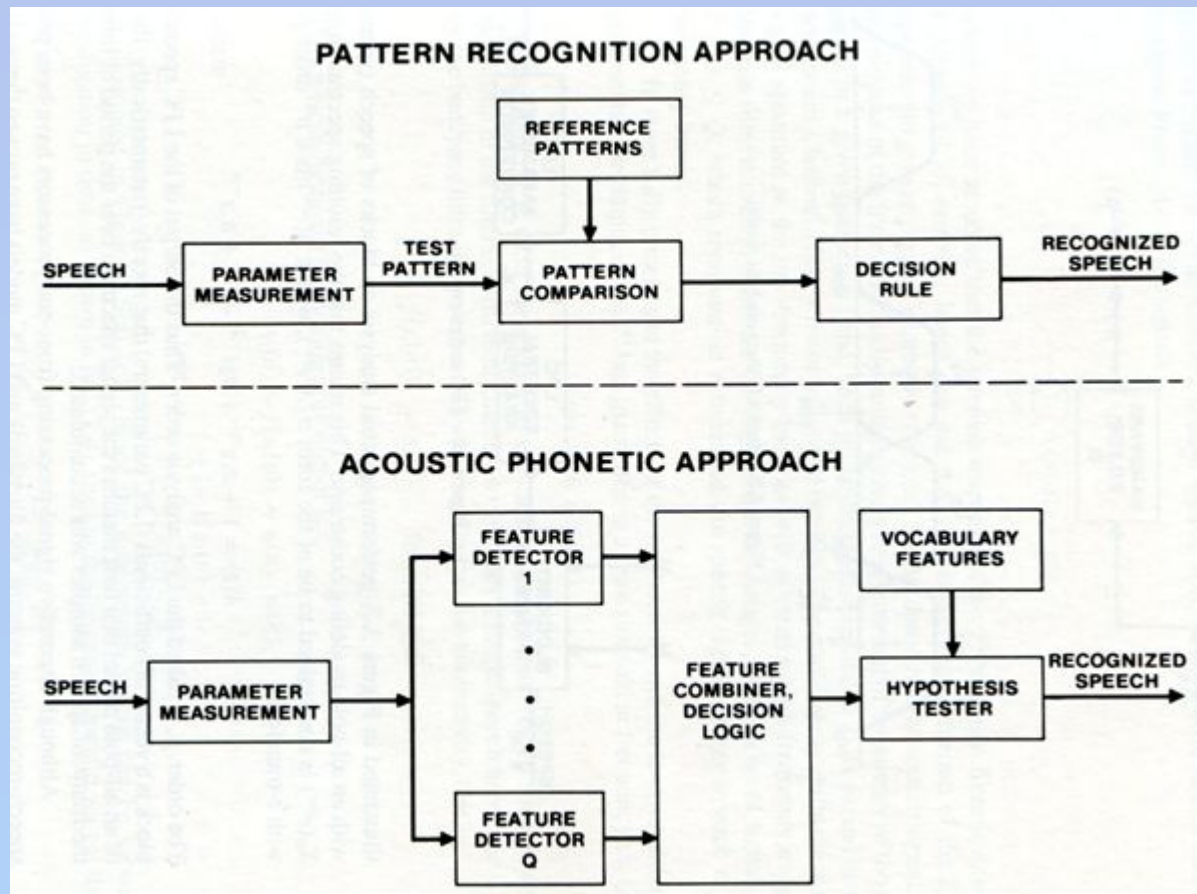 PATTERN RECOGNITION APPROACH
REFERENCE
PATTERNS
SPEECH
PARAMETER
MEASUREMENT
TEST
PATTERN
PATTERN
COMPARISON
DECISION
RULE
RECOGNIZED
SPEECH
ACOUSTIC PHONETIC APPROACH
SPEECH
PARAMETER
MEASUREMENT
FEATURE
DETECTOR
1
FEATURE
DETECTOR
Q
FEATURE
COMBINER,
DECISION
LOGIC
VOCABULARY
FEATURES
HYPOTHESIS
TESTER
RECOGNIZED
SPEECH